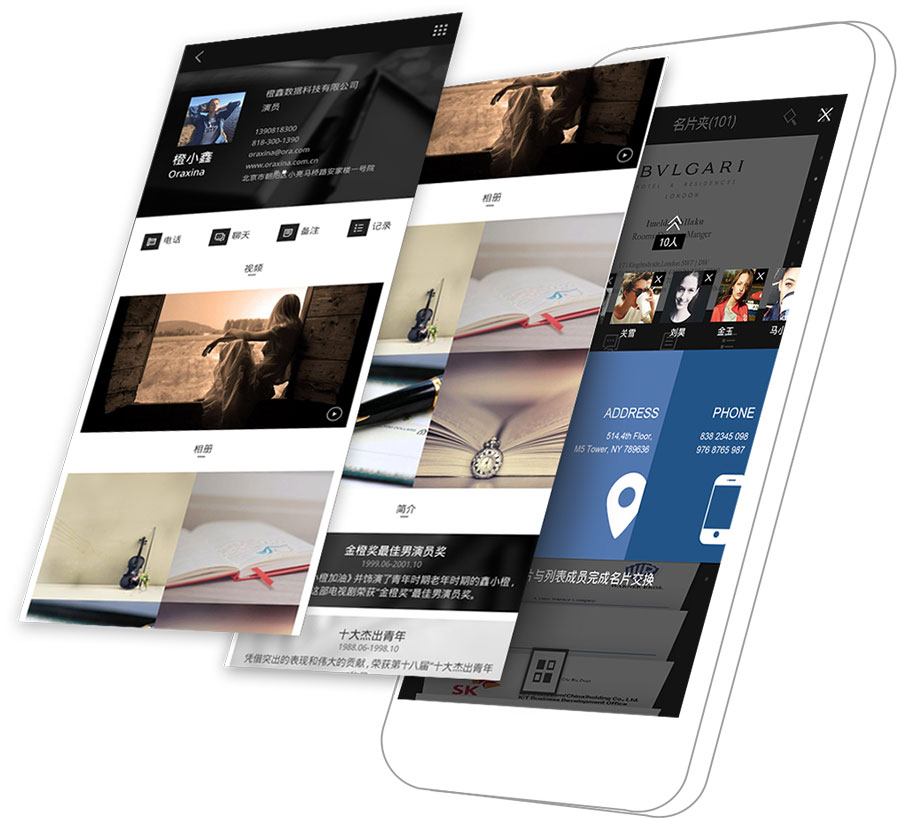 橙鑫数据科技有限公司
演员
1390818300
818-300-1390
oraxina@ora.com
www.oraxina.com.cn
北京市朝阳区小亮马桥路安家楼一号院
橙小鑫
Oraxina
电话
聊天
备注
记录
视频
相册
相册
简介
金橙奖最佳男演员奖
1999.06-2001.10
小橙加油》并饰演了青年时期老年时期的鑫小橙，
这部电视剧荣获“金橙奖”最佳男演员奖。
十大杰出青年
1988.06-1998.10
凭借突出的表现和伟大的贡献，荣获第十八届“十大杰出青年
名片夹(101)
BVLGARI
HOTEL & RESIDENCES
LONDON
10人
关雪
刘昊
金玉
马小
ADDRESS
514,4th Floor,
M5 Tower, NY 789636
PHONE
838 2345 098
976 8765 987
片与列表成员完成名片交换
SK
ICT Business Development Office